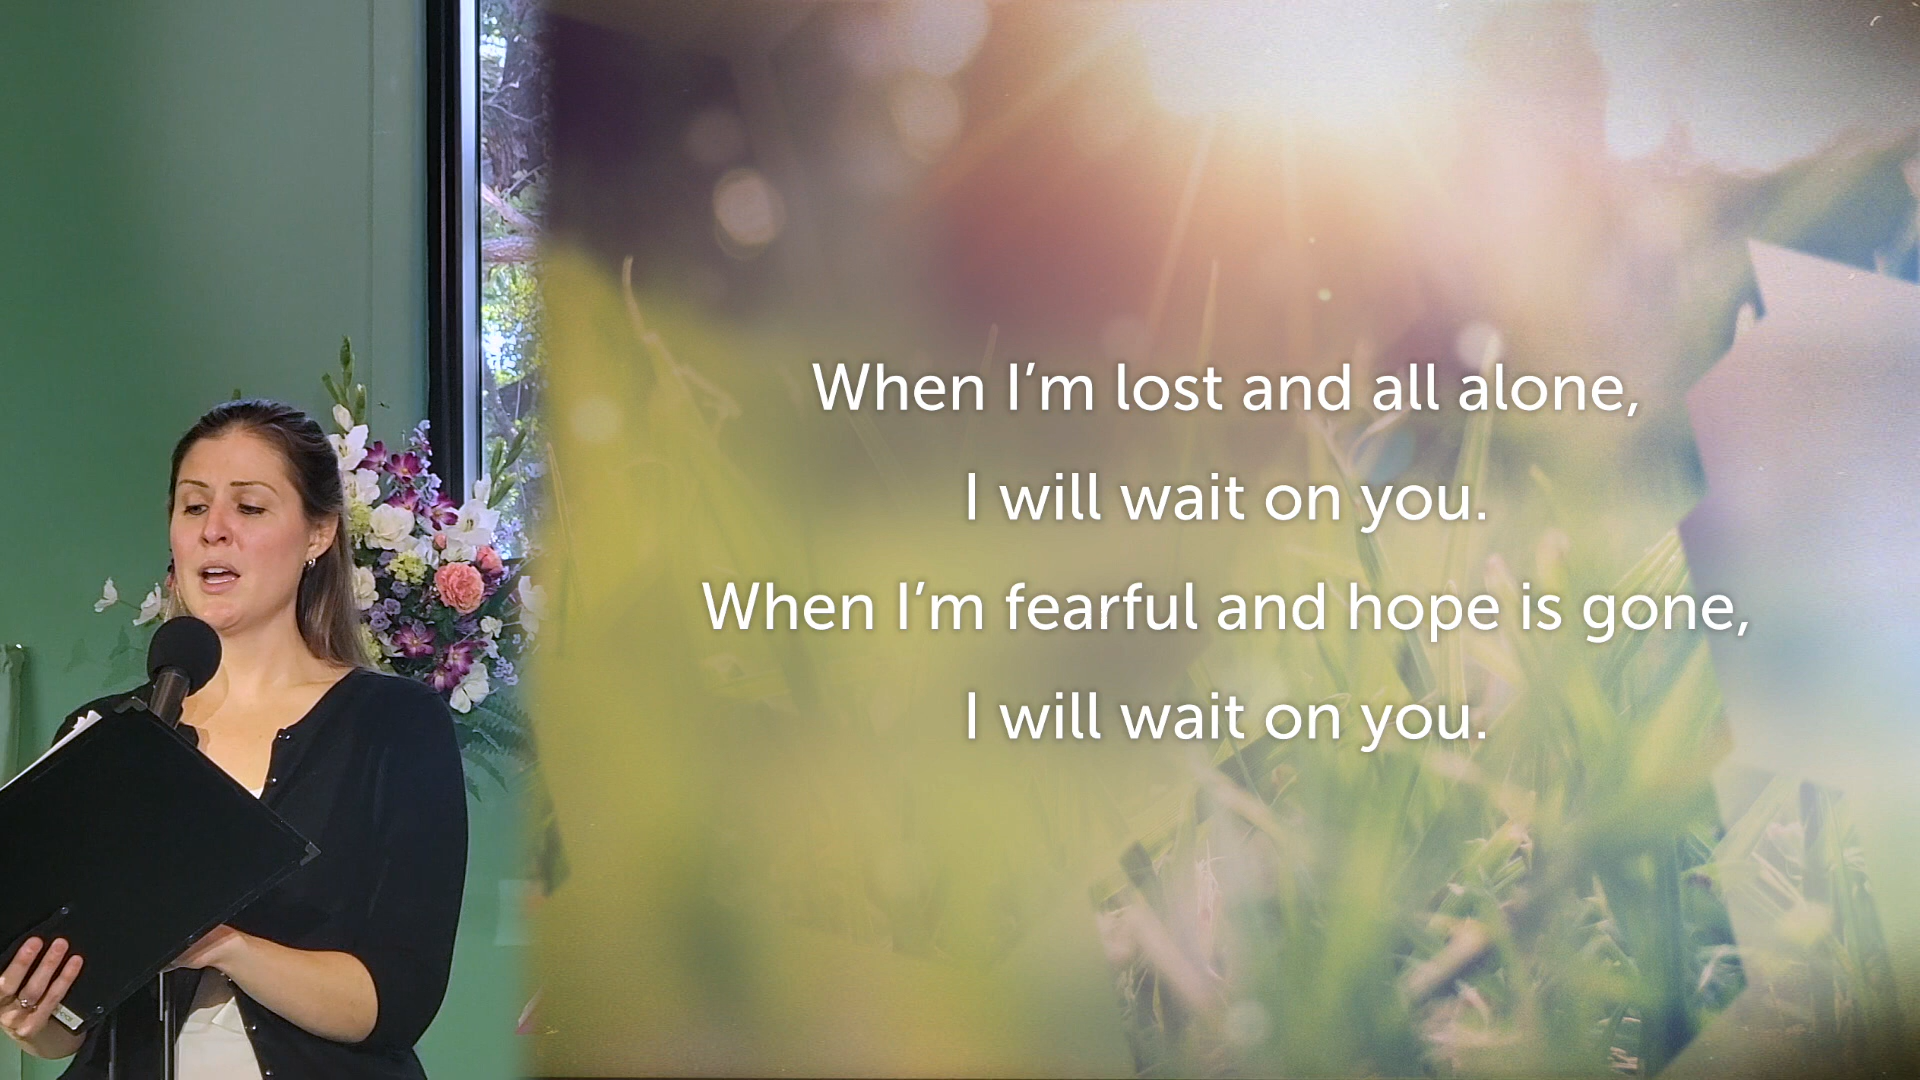 When I’m lost and all alone,
I will wait on you.
When I’m fearful and hope is gone,
I will wait on you.